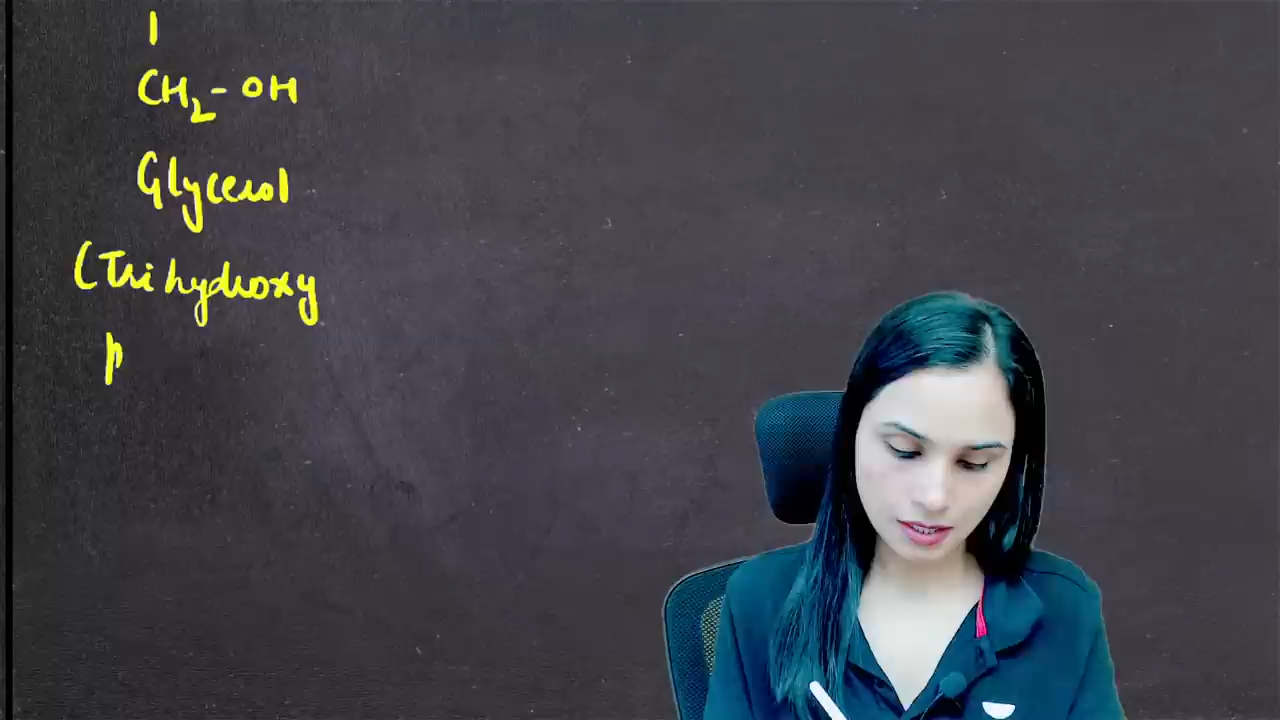 |
CH₂-OH
Glycerol
(Trihydroxy
p